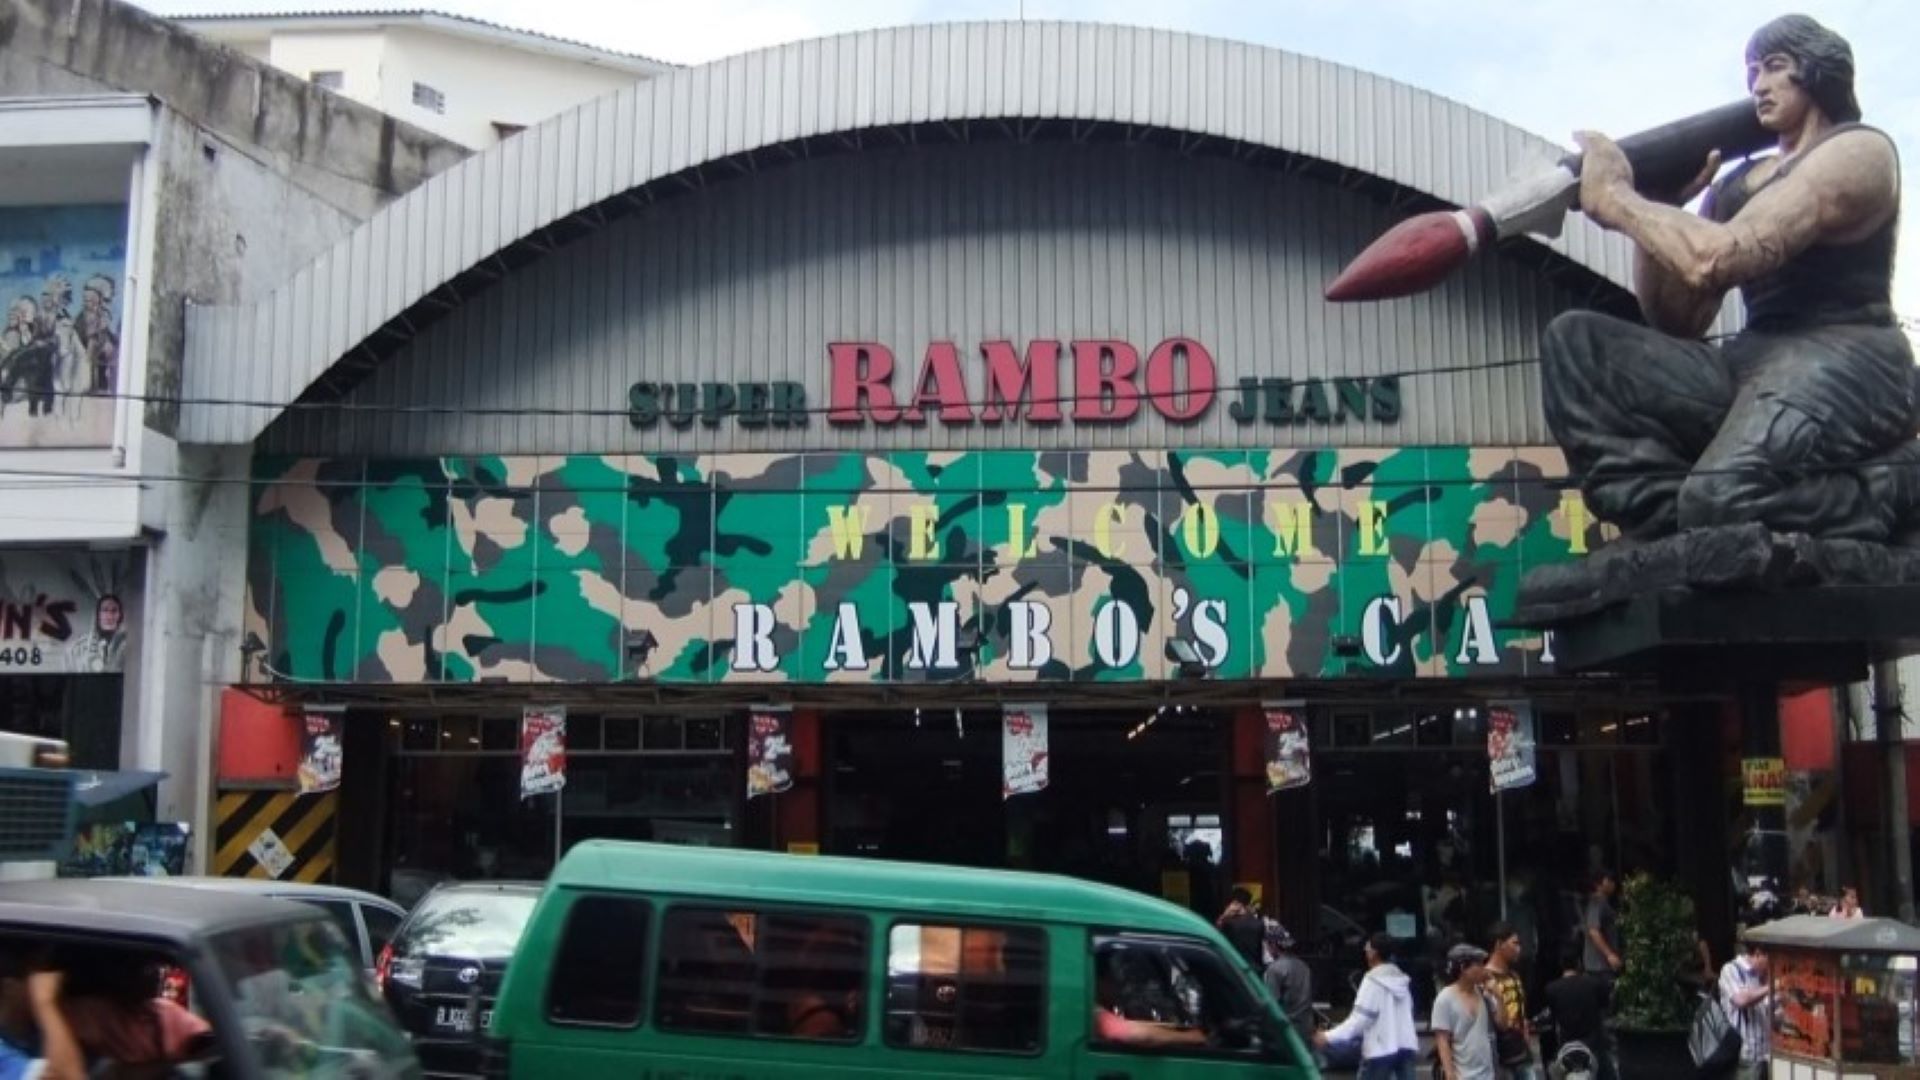 SUPER RAMBO JEANS
WELCOME T
RAMBO'S CA
N'S
408